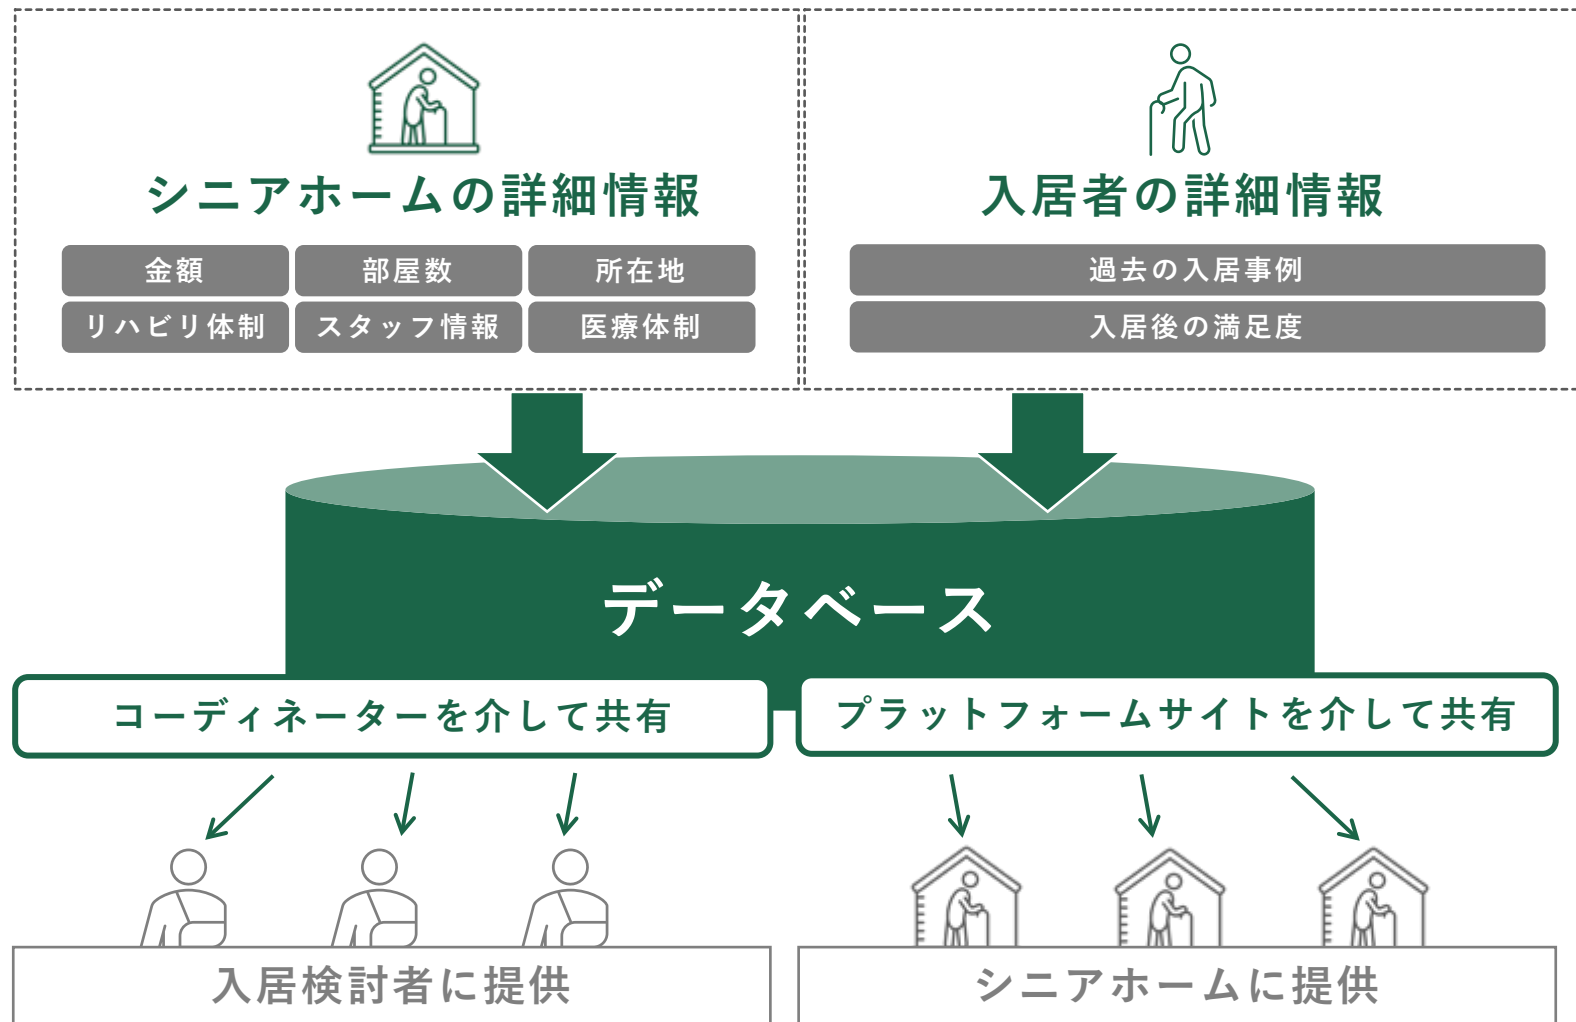 シニアホームの詳細情報
金額
部屋数
所在地
リハビリ体制
スタッフ情報
医療体制
入居者の詳細情報
過去の入居事例
入居後の満足度
データベース
コーディネーターを介して共有
プラットフォームサイトを介して共有
入居検討者に提供
シニアホームに提供